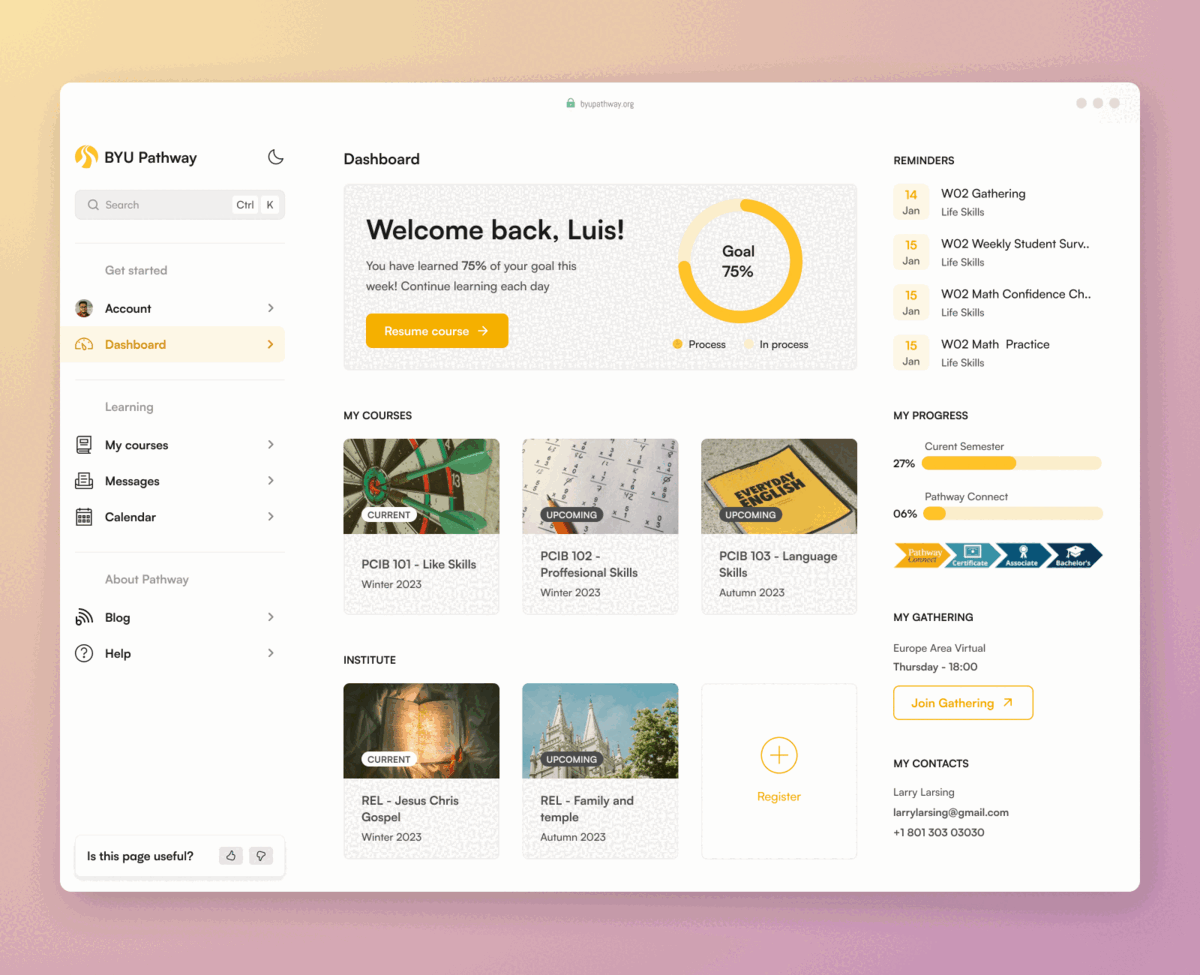 byupathway.org
BYU Pathway
Search
Ctrl K
Get started
Account
Dashboard
Learning
My courses
Messages
Calendar
About Pathway
Blog
Help
Is this page useful?
Dashboard
Welcome back, Luis!
You have learned 75% of your goal this
week! Continue learning each day
Resume course
Goal
75%
Process
In process
MY COURSES
CURRENT
PCIB 101 - Like Skills
Winter 2023
UPCOMING
PCIB 102 -
Proffesional Skills
Winter 2023
EVERYDAY
ENGLISH
UPCOMING
PCIB 103 - Language
Skills
Autumn 2023
INSTITUTE
CURRENT
REL - Jesus Chris
Gospel
Winter 2023
UPCOMING
REL - Family and
temple
Autumn 2023
Register
REMINDERS
14
Jan
W02 Gathering
Life Skills
15
Jan
W02 Weekly Student Surv..
Life Skills
15
Jan
W02 Math Confidence Ch..
Life Skills
15
Jan
W02 Math Practice
Life Skills
MY PROGRESS
Curent Semester
27%
Pathway Connect
06%
Pathway
Connect
Certificate
Associate
Bachelor's
MY GATHERING
Europe Area Virtual
Thursday - 18:00
Join Gathering
MY CONTACTS
Larry Larsing
larrylarsing@gmail.com
+1 801 303 03030